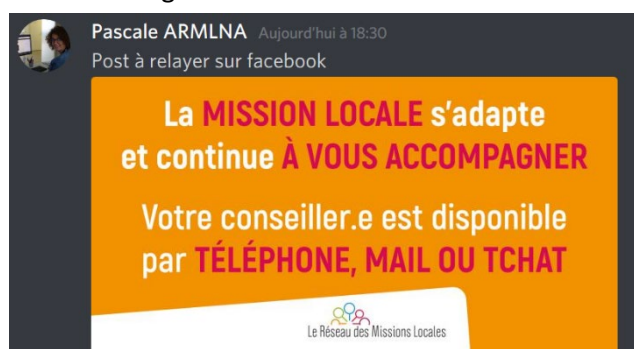 Pascale ARMLNA Aujourd'hui à 18:30
Post à relayer sur facebook
La MISSION LOCALE s'adapte
et continue À VOUS ACCOMPAGNER
Votre conseiller.e est disponible
par TÉLÉPHONE, MAIL OU TCHAT
Le Réseau des Missions Locales